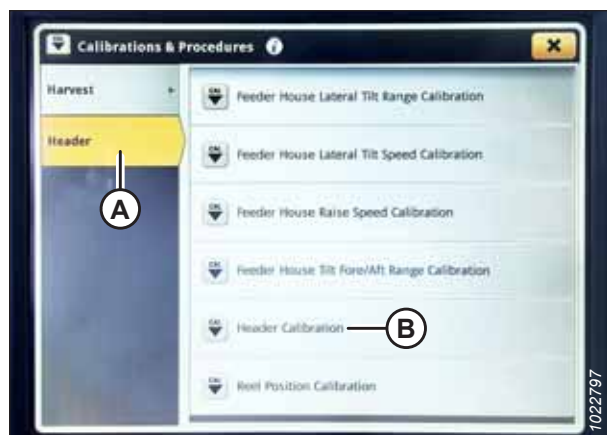 Calibrations & Procedures
Harvest
Header
Feeder House Lateral Tilt Range Calibration
Feeder House Lateral Tilt Speed Calibration
Feeder House Raise Speed Calibration
Feeder House Tilt Fore/Aft Range Calibration
Header Calibration
Reel Position Calibration
A
B
1022797